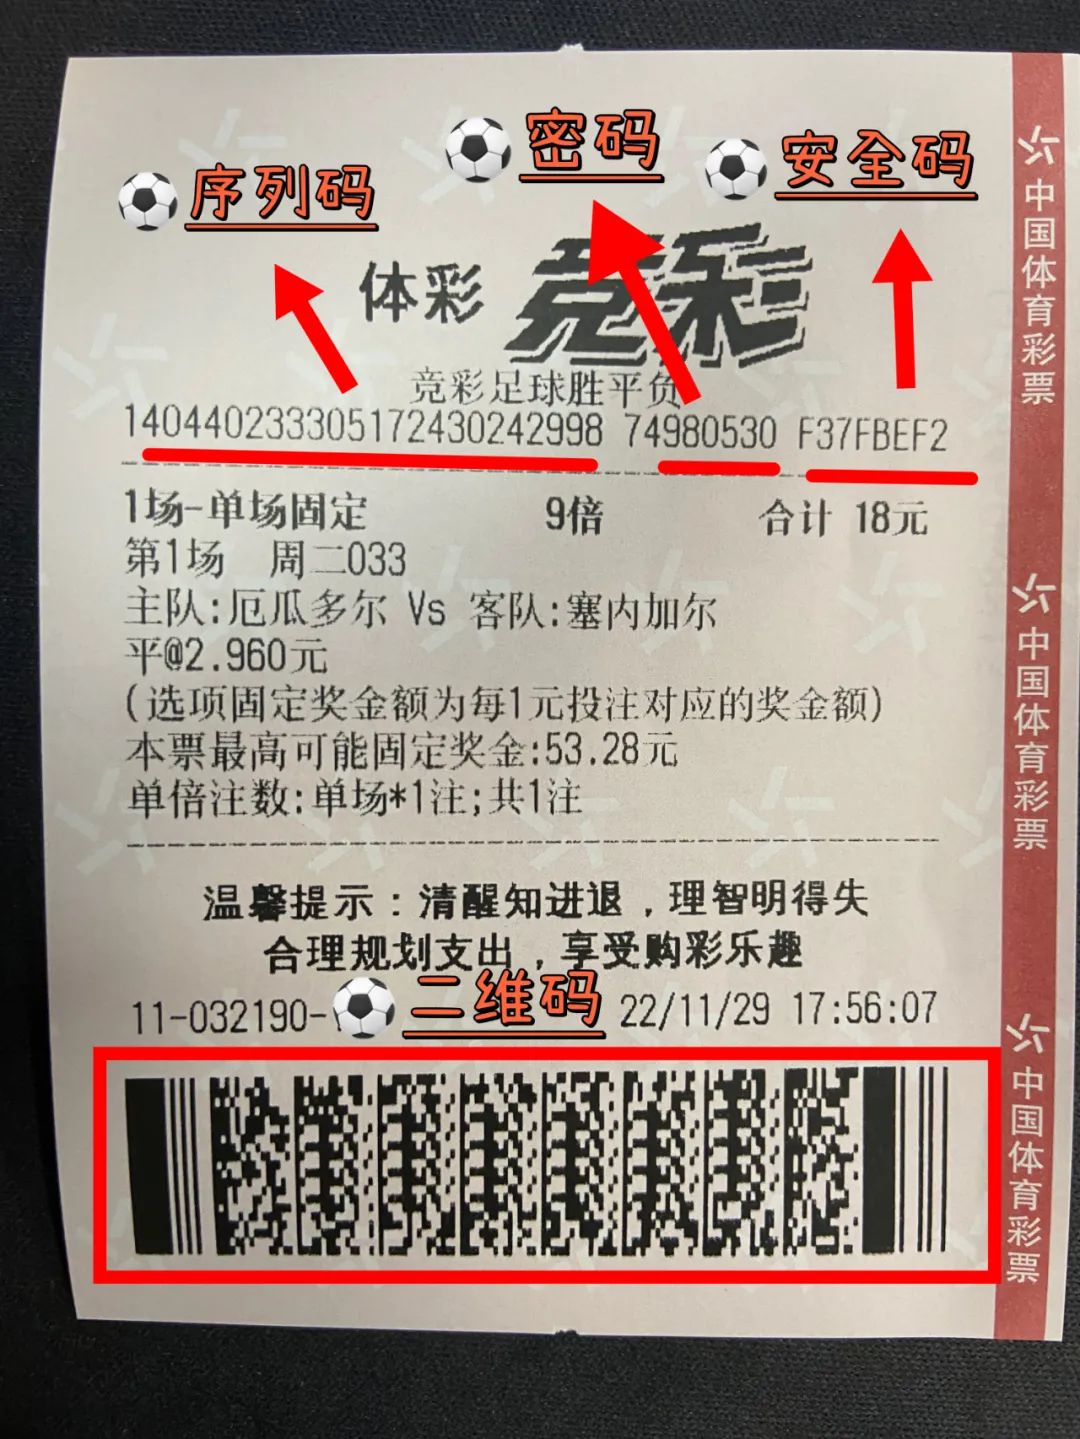 序列码
密码
安全码
体彩 竞彩
竞彩足球胜平负
140440233305172430242998 74980530 F37FBEF2
1场-单场固定 9倍 合计 18元
第1场 周二033
主队:厄瓜多尔 Vs 客队:塞内加尔
平@2.960元
(选项固定奖金额为每1元投注对应的奖金额)
本票最高可能固定奖金:53.28元
单倍注数:单场*1注;共1注
温馨提示:清醒知进退,理智明得失
合理规划支出,享受购彩乐趣
11-032190- 二维码 22/11/29 17:56:07
中国体育彩票
中国体育彩票
中国体育彩票